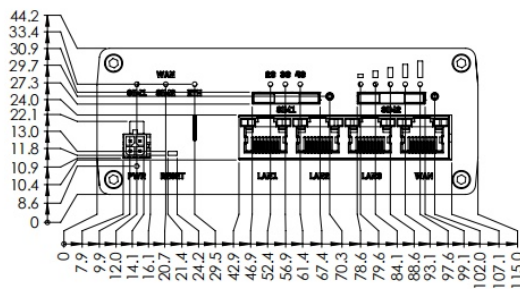 44.2
33.4
30.9
29.7
27.3
24.0
22.1
13.0
11.8
10.9
10.4
8.6
0
WAN
SIM1 SIM2 ETH
2G 3G 4G
SIM1 SIM2
PWR RESET LAN1 LAN2 LAN3 WAN
0 7.9 9.9 12.0 14.1 16.1 20.7 21.4 24.2 29.5 42.9 46.9 52.4 56.9 61.4 67.4 70.3 78.6 79.6 84.1 88.6 93.1 97.6 99.1 102.0 107.1 115.0